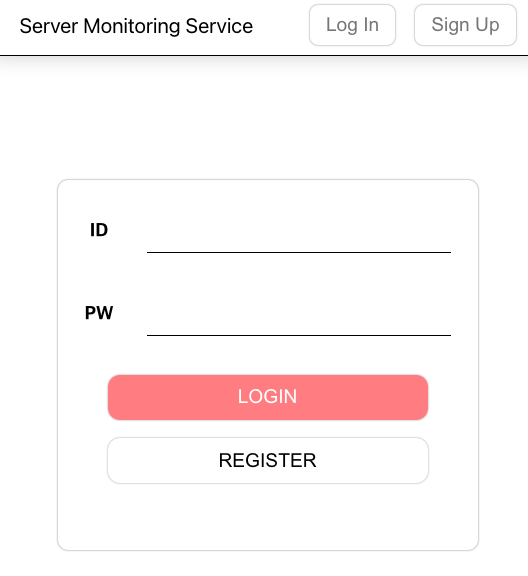 Server Monitoring Service Log In Sign Up
ID
PW
LOGIN
REGISTER